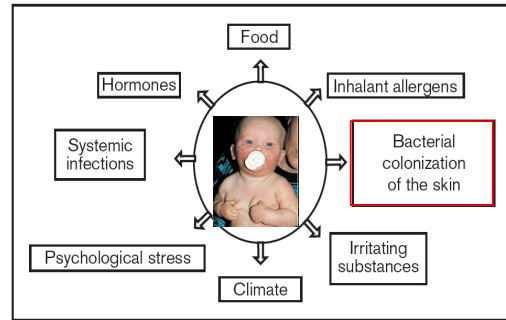 Food
Hormones
Inhalant allergens
Systemic
infections
Bacterial
colonization
of the skin
Psychological stress
Irritating
substances
Climate